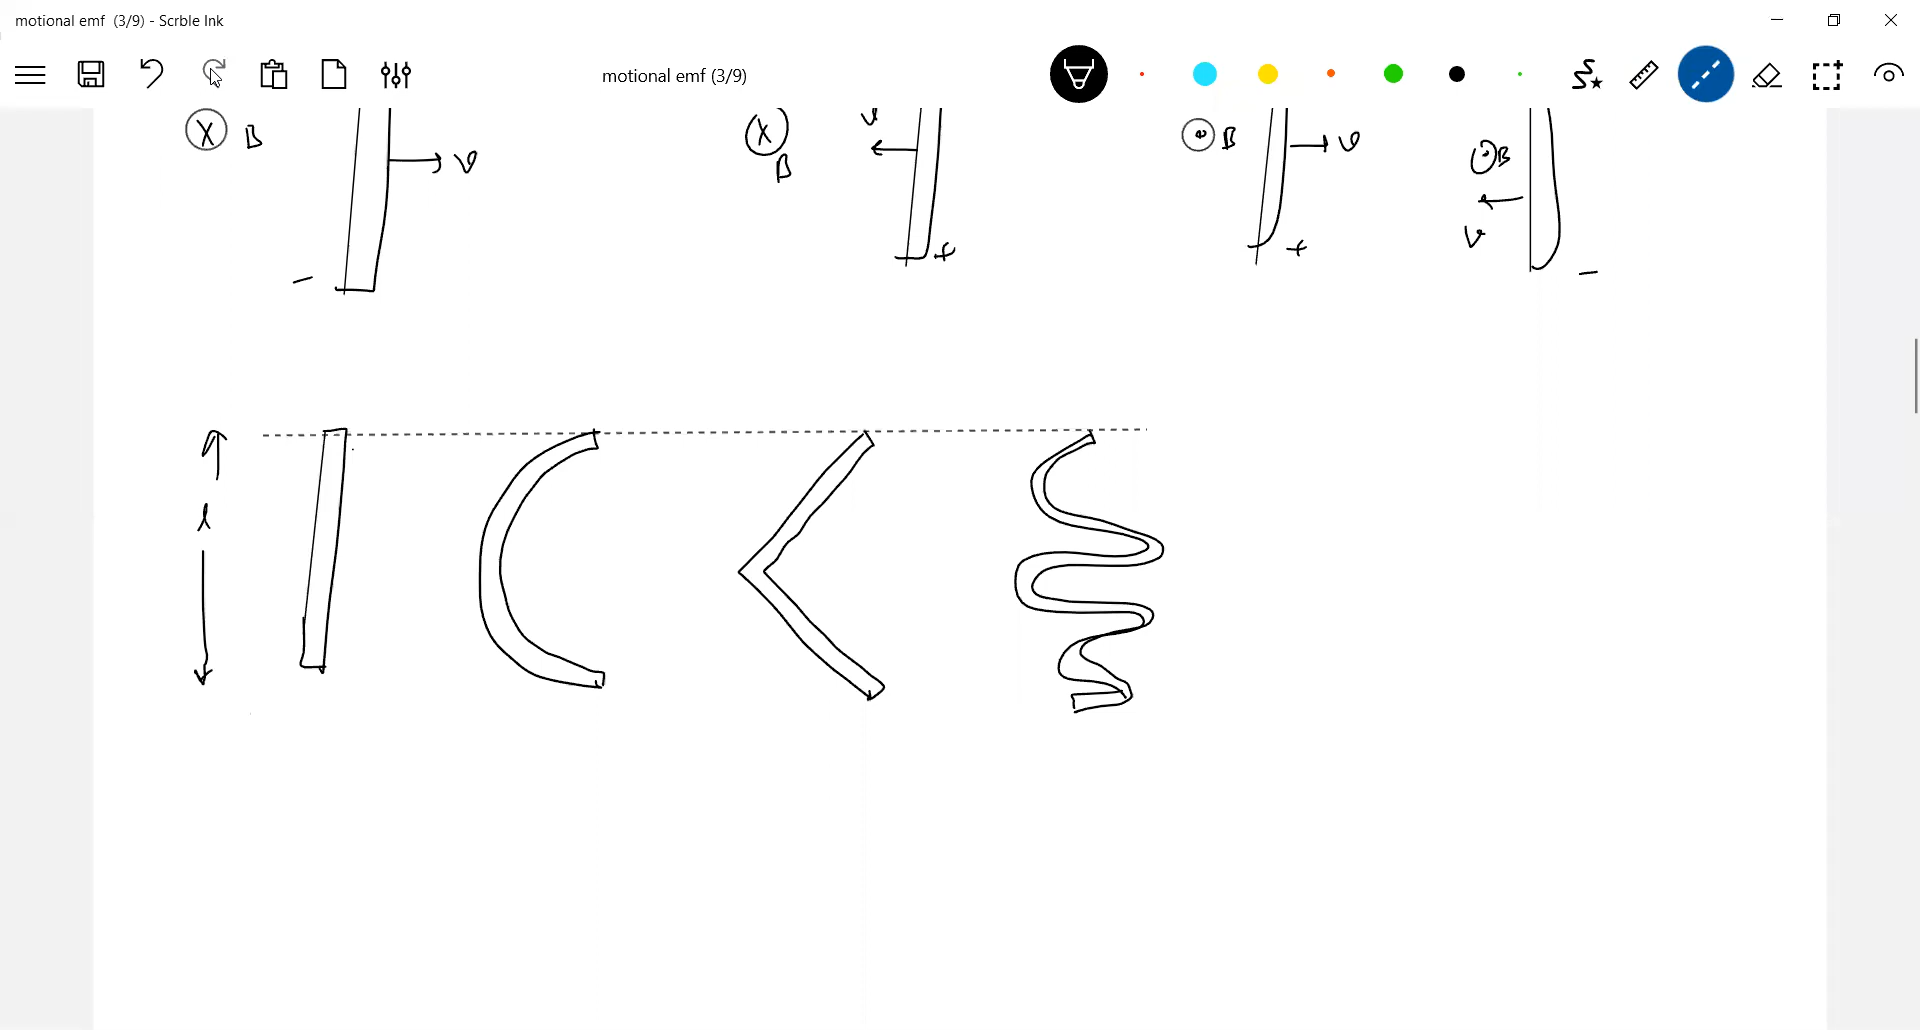 motional emf (3/9) - Scrble Ink
motional emf (3/9)
X B
v
-
X
B
v
+
B
v
+
B
v
-
l